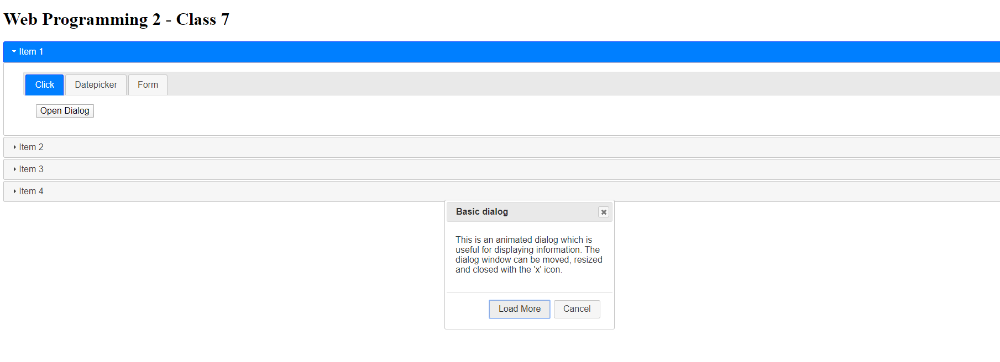 Web Programming 2 - Class 7
Item 1
Click Datepicker Form
Open Dialog
Item 2
Item 3
Item 4
Basic dialog
This is an animated dialog which is
useful for displaying information. The
dialog window can be moved, resized
and closed with the 'x' icon.
Load More Cancel